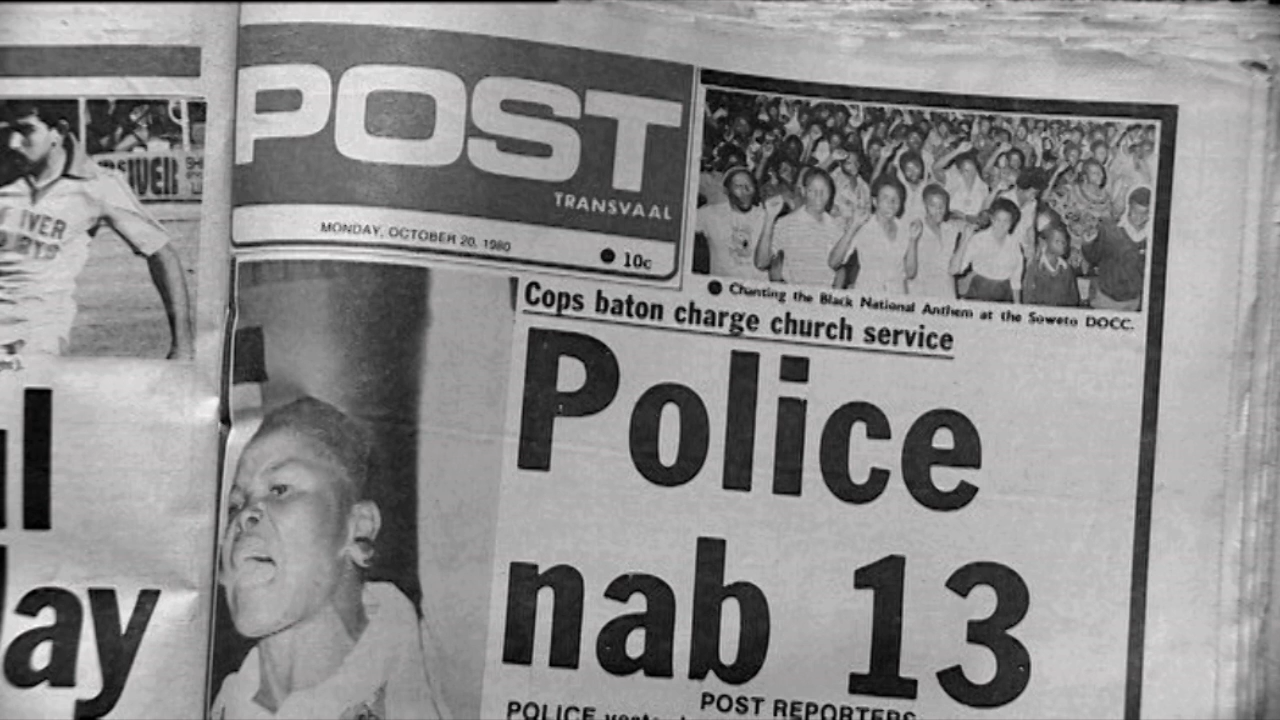 POST
TRANSVAAL
MONDAY, OCTOBER 20, 1980
10c
Chanting the Black National Anthem at the Soweto DOCC.
Cops baton charge church service
Police
nab 13
POST REPORTERS
POLICE